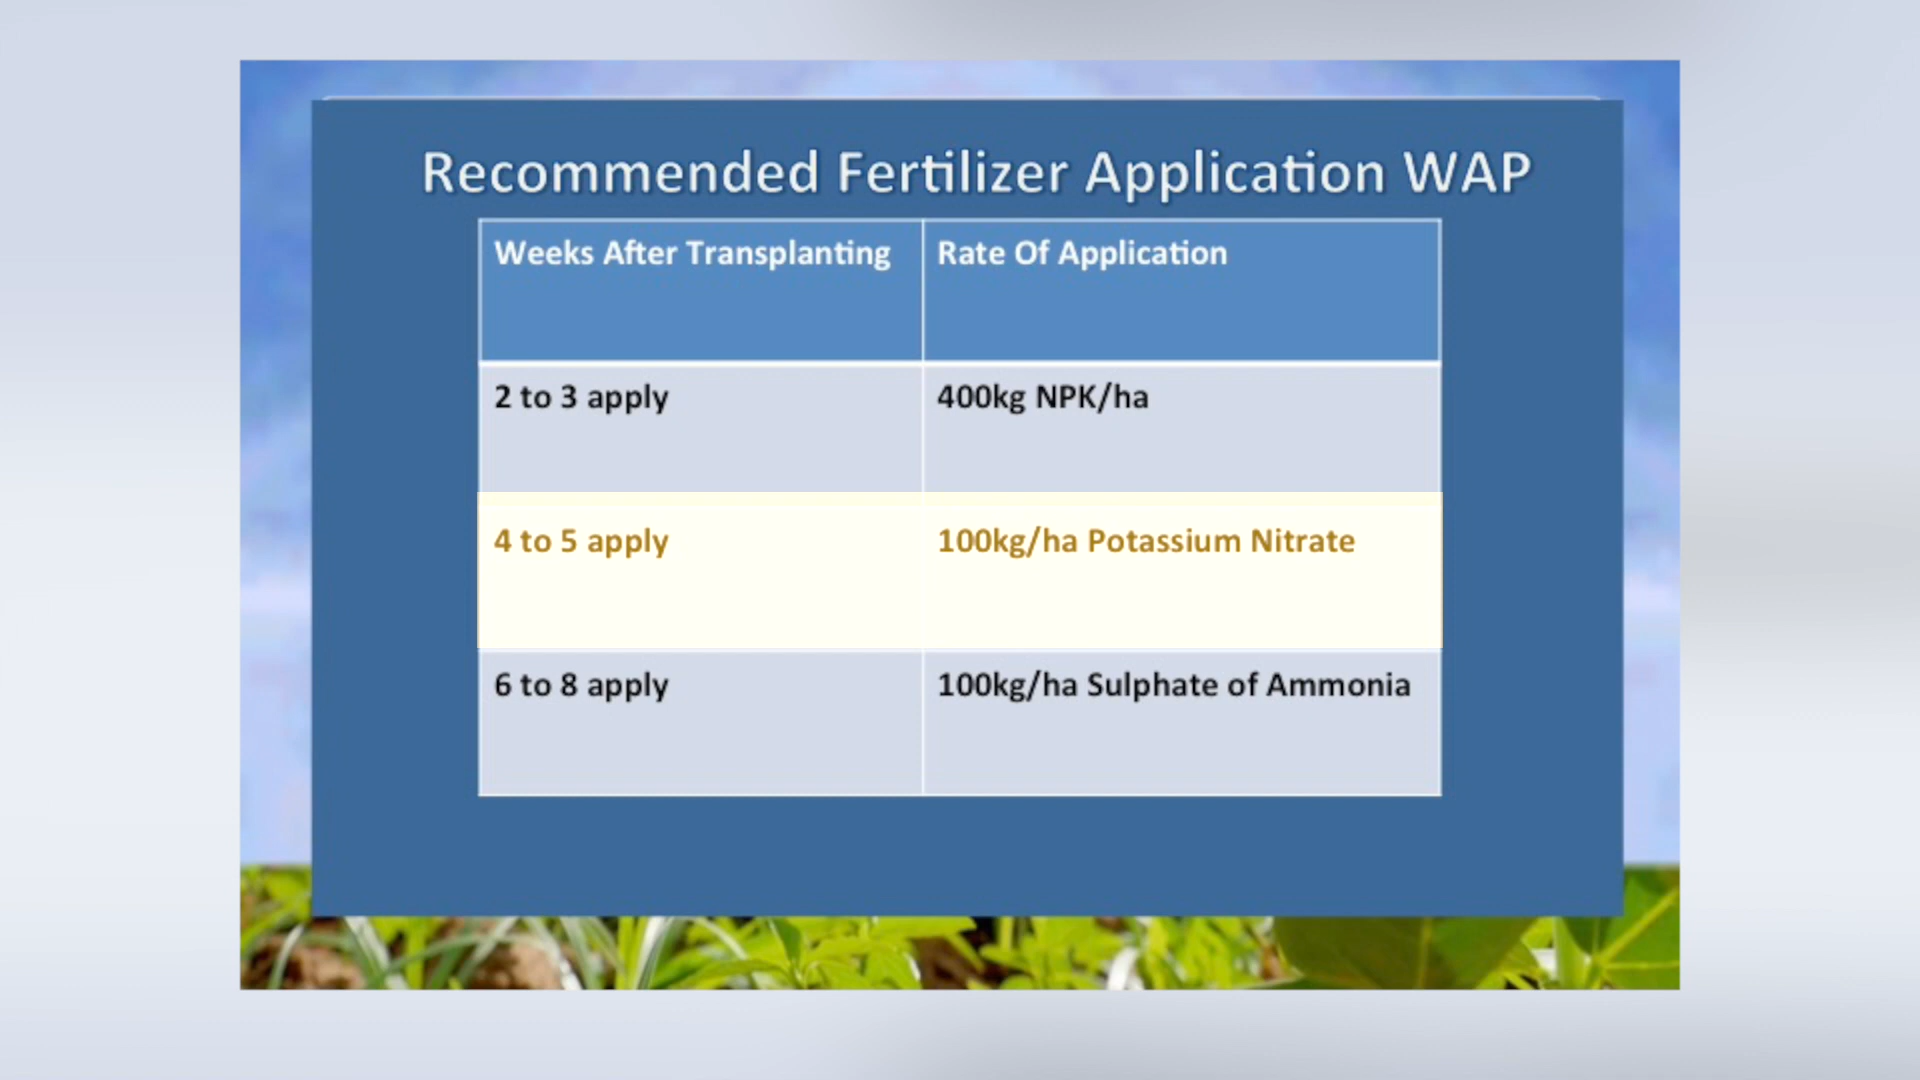 Recommended Fertilizer Application WAP
Weeks After Transplanting Rate Of Application
2 to 3 apply 400kg NPK/ha
4 to 5 apply 100kg/ha Potassium Nitrate
6 to 8 apply 100kg/ha Sulphate of Ammonia